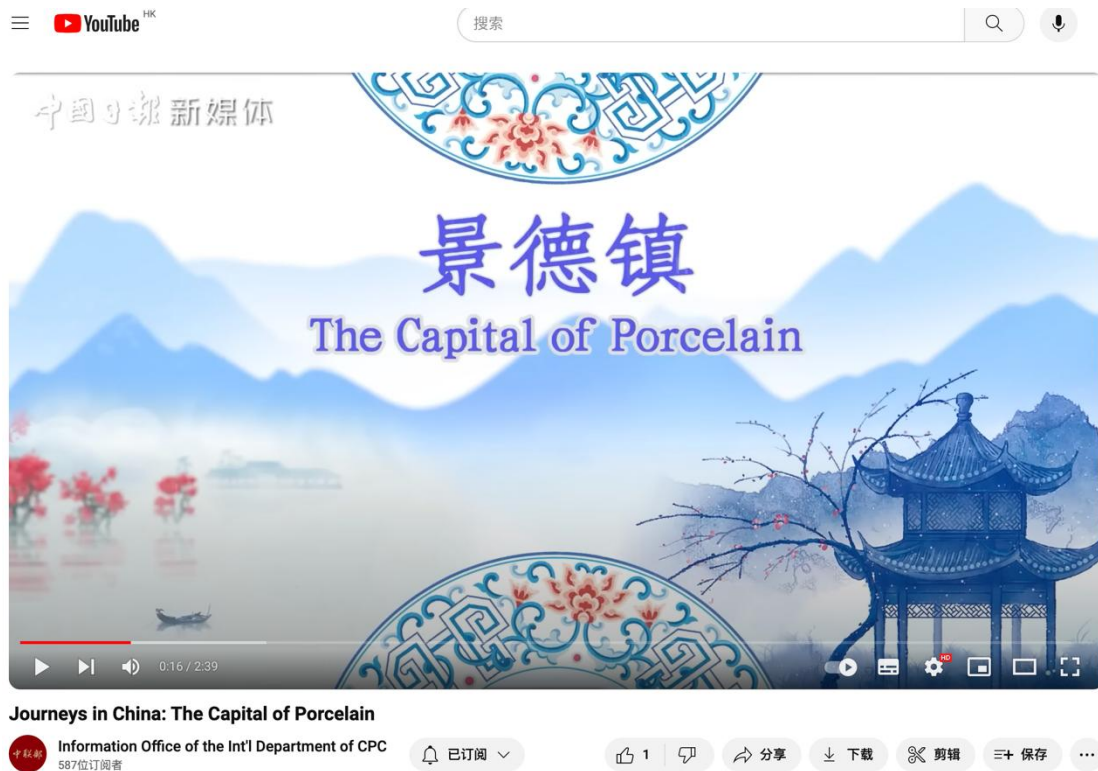 YouTube HK
搜索
中国日报 新媒体
景德镇
The Capital of Porcelain
0:16 / 2:39
HD
Journeys in China: The Capital of Porcelain
中联部
Information Office of the Int'l Department of CPC
587位订阅者
已订阅
1
分享
下载
剪辑
保存